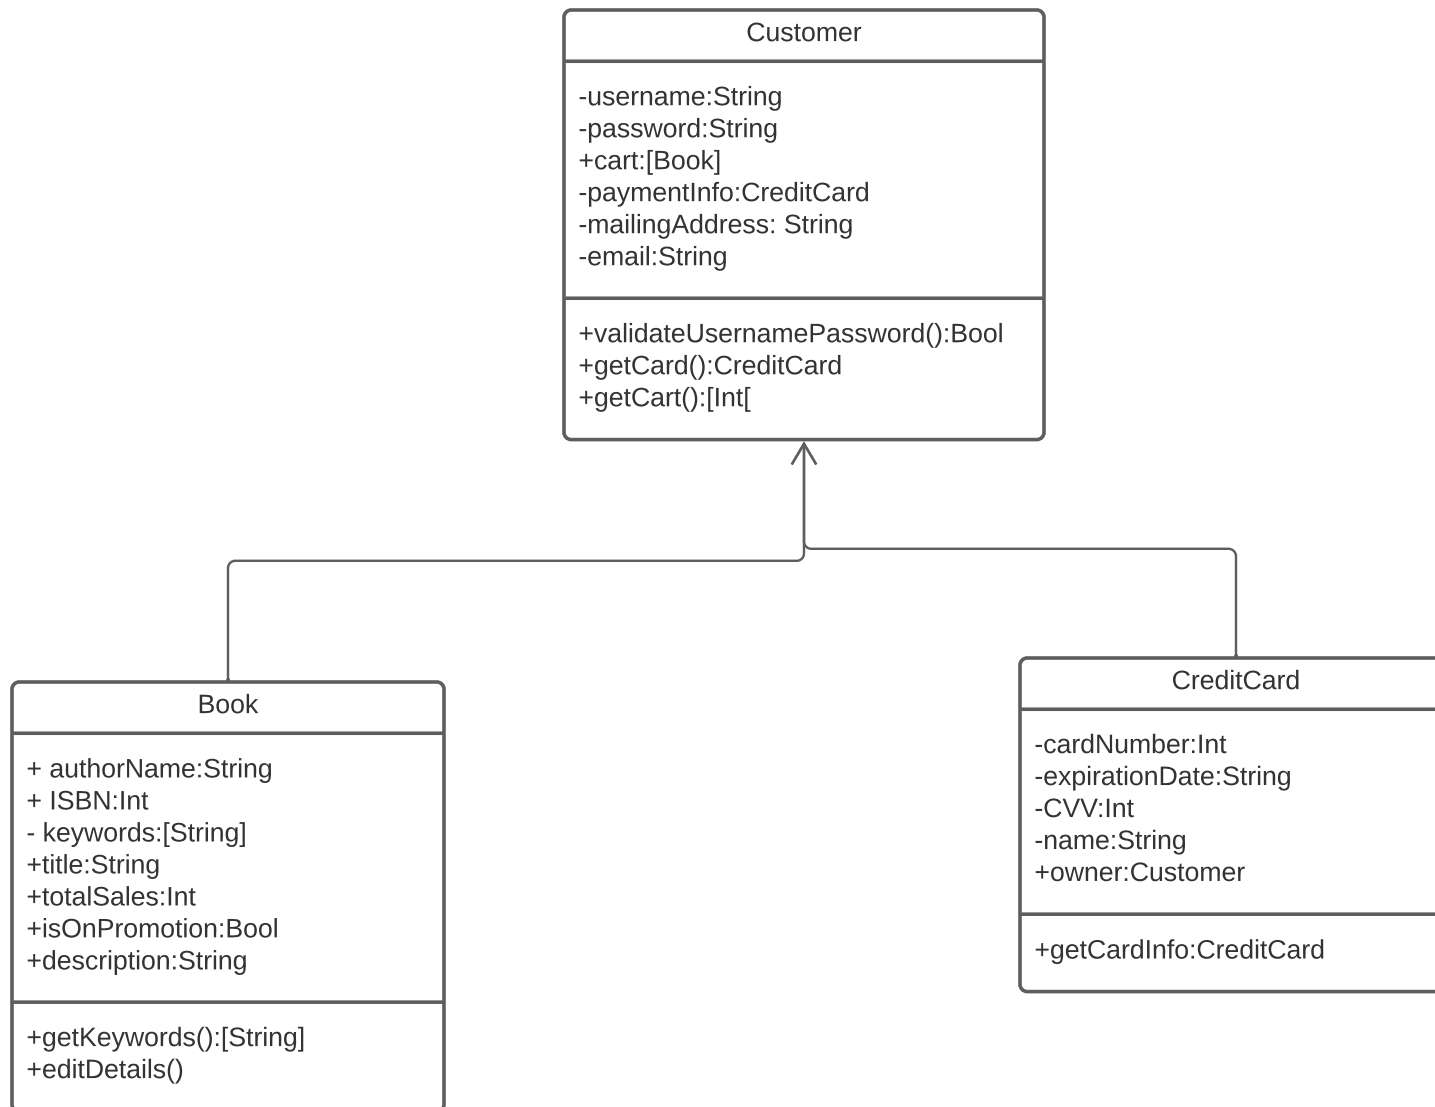 Customer
-username:String
-password:String
+cart:[Book]
-paymentInfo:CreditCard
-mailingAddress: String
-email:String
+validateUsernamePassword():Bool
+getCard():CreditCard
+getCart():[Int[
Book
+ authorName:String
+ ISBN:Int
- keywords:[String]
+title:String
+totalSales:Int
+isOnPromotion:Bool
+description:String
+getKeywords():[String]
+editDetails()
CreditCard
-cardNumber:Int
-expirationDate:String
-CVV:Int
-name:String
+owner:Customer
+getCardInfo:CreditCard